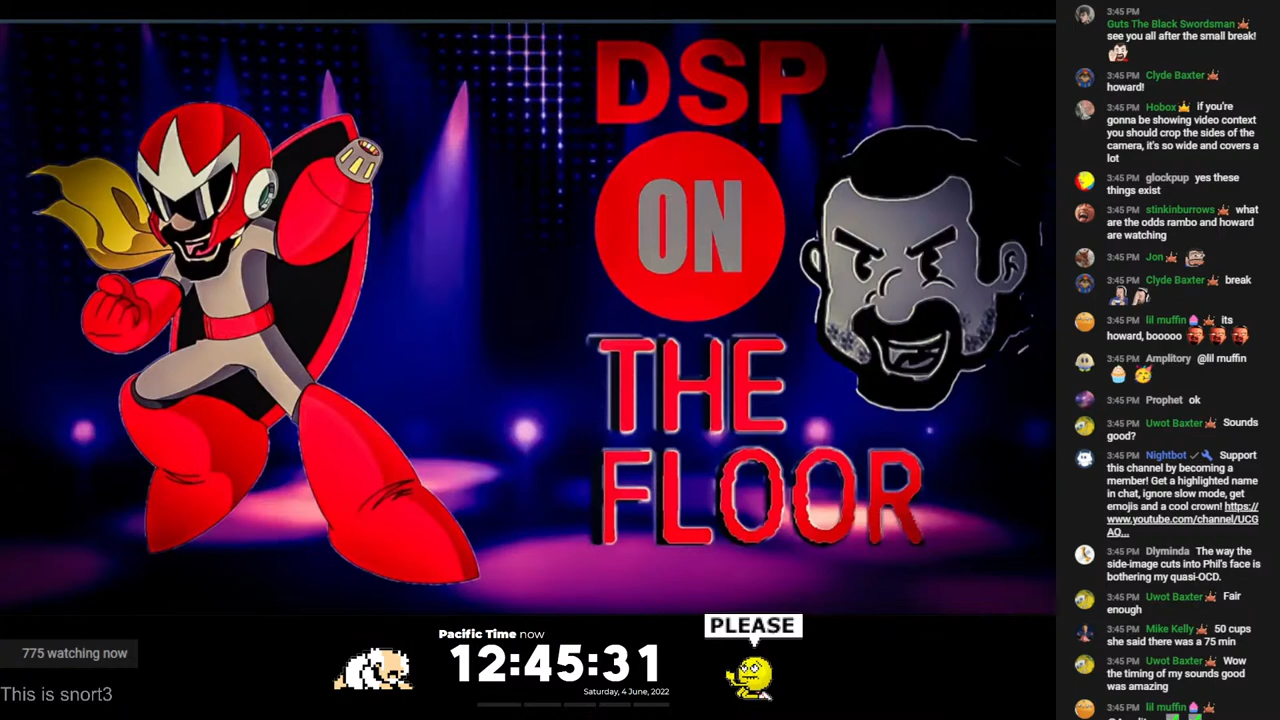 DSP
ON
THE
FLOOR
775 watching now
This is snort3
Pacific Time now
12:45:31
Saturday, 4 June, 2022
PLEASE
3:45 PM
Guts The Black Swordsman
see you all after the small break!
3:45 PM Clyde Baxter
howard!
3:45 PM Hobox if you're
gonna be showing video context
you should crop the sides of the
camera, it's so wide and covers a
lot
3:45 PM glockpup yes these
things exist
3:45 PM stinkinburrows what
are the odds rambo and howard
are watching
3:45 PM Jon
3:45 PM Clyde Baxter break
3:45 PM lil muffin its
howard, booooo
3:45 PM Amplitory @lil muffin
3:45 PM Prophet ok
3:45 PM Uwot Baxter Sounds
good?
3:45 PM Nightbot Support
this channel by becoming a
member! Get a highlighted name
in chat, ignore slow mode, get
emojis and a cool crown! https://
www.youtube.com/channel/UCG
AQ...
3:45 PM Dlyminda The way the
side-image cuts into Phil's face is
bothering my quasi-OCD.
3:45 PM Uwot Baxter Fair
enough
3:45 PM Mike Kelly 50 cups
she said there was a 75 min
3:45 PM Uwot Baxter Wow
the timing of my sounds good
was amazing
3:45 PM lil muffin